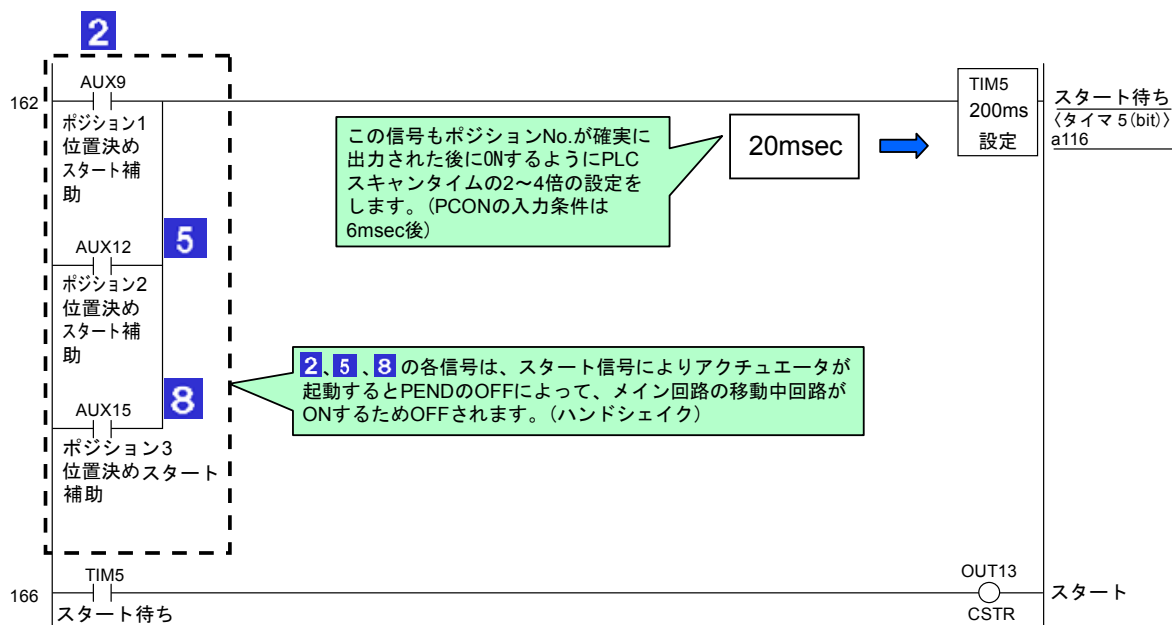 2
AUX9
162
ポジション1
位置決め
スタート補
助
5
AUX12
ポジション2
位置決め
スタート補
助
8
AUX15
ポジション3
位置決めスタート
補助
この信号もポジションNo.が確実に
出力された後にONするようにPLC
スキャンタイムの2～4倍の設定を
します。（PCONの入力条件は
6msec後）
20msec
TIM5
200ms
設定
スタート待ち
〈タイマ 5(bit)〉
a116
2、5、8 の各信号は、スタート信号によりアクチュエータが
起動するとPENDのOFFによって、メイン回路の移動中回路が
ONするためOFFされます。（ハンドシェイク）
166
TIM5
スタート待ち
OUT13
CSTR
スタート